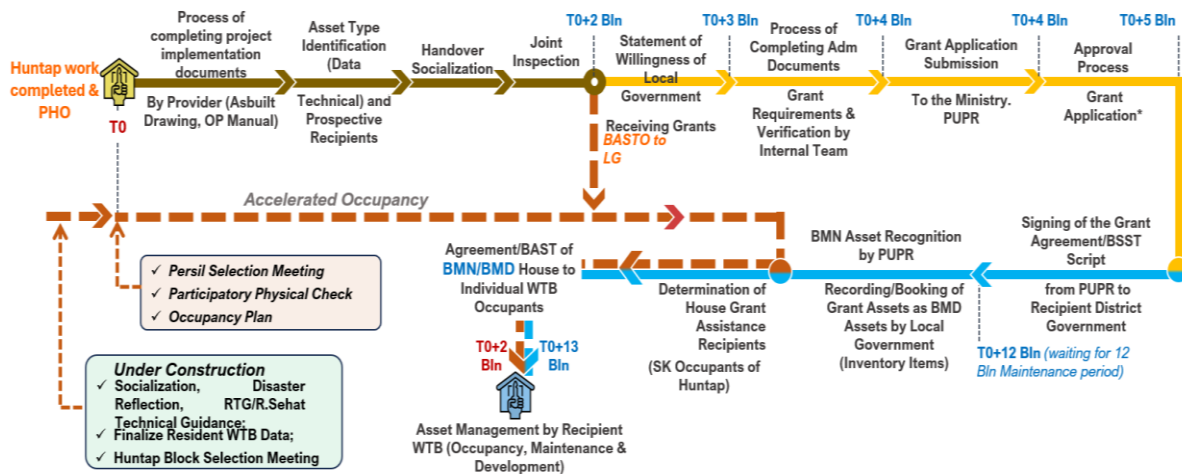 Huntap work
completed &
PHO
T0
Process of
completing project
implementation
documents
By Provider (Asbuilt
Drawing, OP Manual)
Asset Type
Identification
(Data
Technical) and
Prospective
Recipients
Handover
Socialization
Joint
Inspection
T0+2 Bln
Statement of
Willingness of
Local
Government
Receiving Grants
BASTO to
LG
T0+3 Bln
Process of
Completing Adm
Documents
Grant
Requirements &
Verification by
Internal Team
T0+4 Bln
Grant Application
Submission
To the Ministry.
PUPR
T0+4 Bln
Approval
Process
Grant
Application*
T0+5 Bln
Accelerated Occupancy
✓ Persil Selection Meeting
✓ Participatory Physical Check
✓ Occupancy Plan
Under Construction
✓ Socialization, Disaster
Reflection, RTG/R.Sehat
Technical Guidance;
✓ Finalize Resident WTB Data;
✓ Huntap Block Selection Meeting
Signing of the Grant
Agreement/BSST
Script
from PUPR to
Recipient District
Government
T0+12 Bln (waiting for 12
Bln Maintenance period)
BMN Asset Recognition
by PUPR
Recording/Booking of
Grant Assets as BMD
Assets by Local
Government
(Inventory Items)
Determination of
House Grant
Assistance
Recipients
(SK Occupants of
Huntap)
Agreement/BAST of
BMN/BMD House to
Individual WTB
Occupants
T0+2
Bln
T0+13
Bln
Asset Management by Recipient
WTB (Occupancy, Maintenance &
Development)